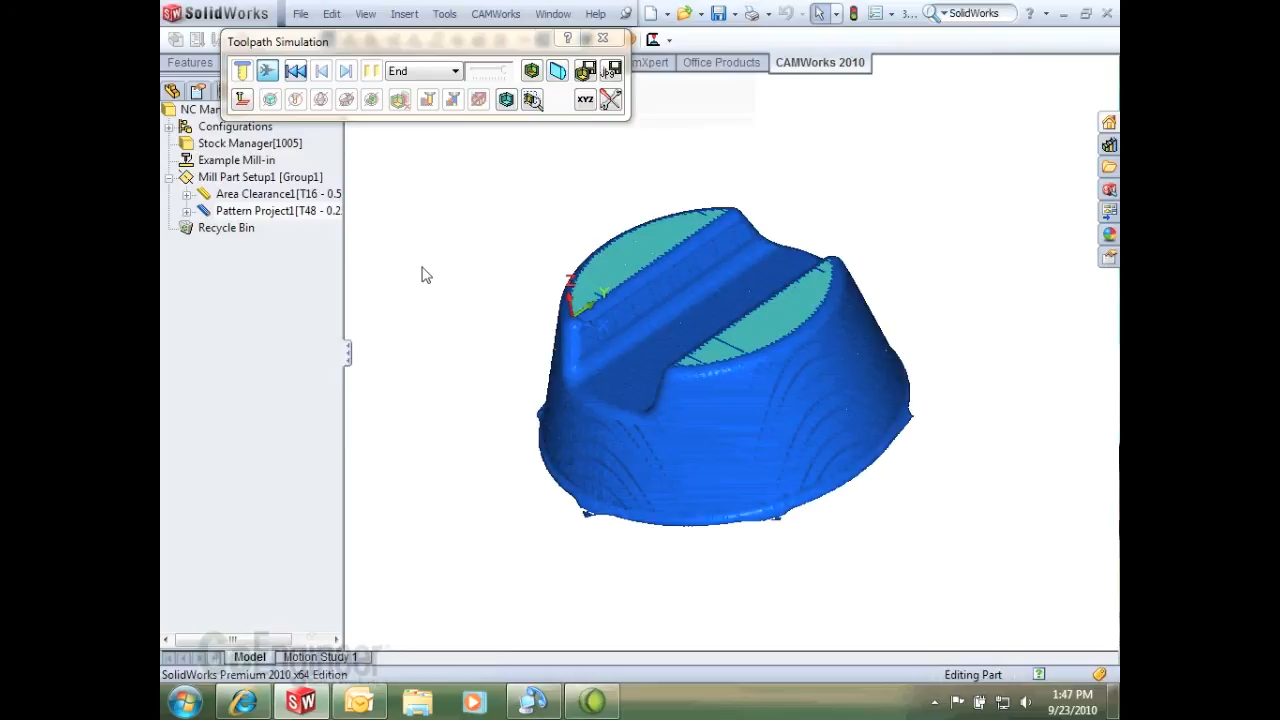 SolidWorks File Edit View Insert Tools CAMWorks Window Help 3... SolidWorks
Toolpath Simulation
End
XYZ
Features mXpert Office Products CAMWorks 2010
NC Man
Configurations
Stock Manager[1005]
Example Mill-in
Mill Part Setup1 [Group1]
Area Clearance1[T16 - 0.5
Pattern Project1[T48 - 0.2
Recycle Bin
Z
Y
Model Motion Study 1
SolidWorks Premium 2010 x64 Edition Editing Part
1:47 PM
9/23/2010